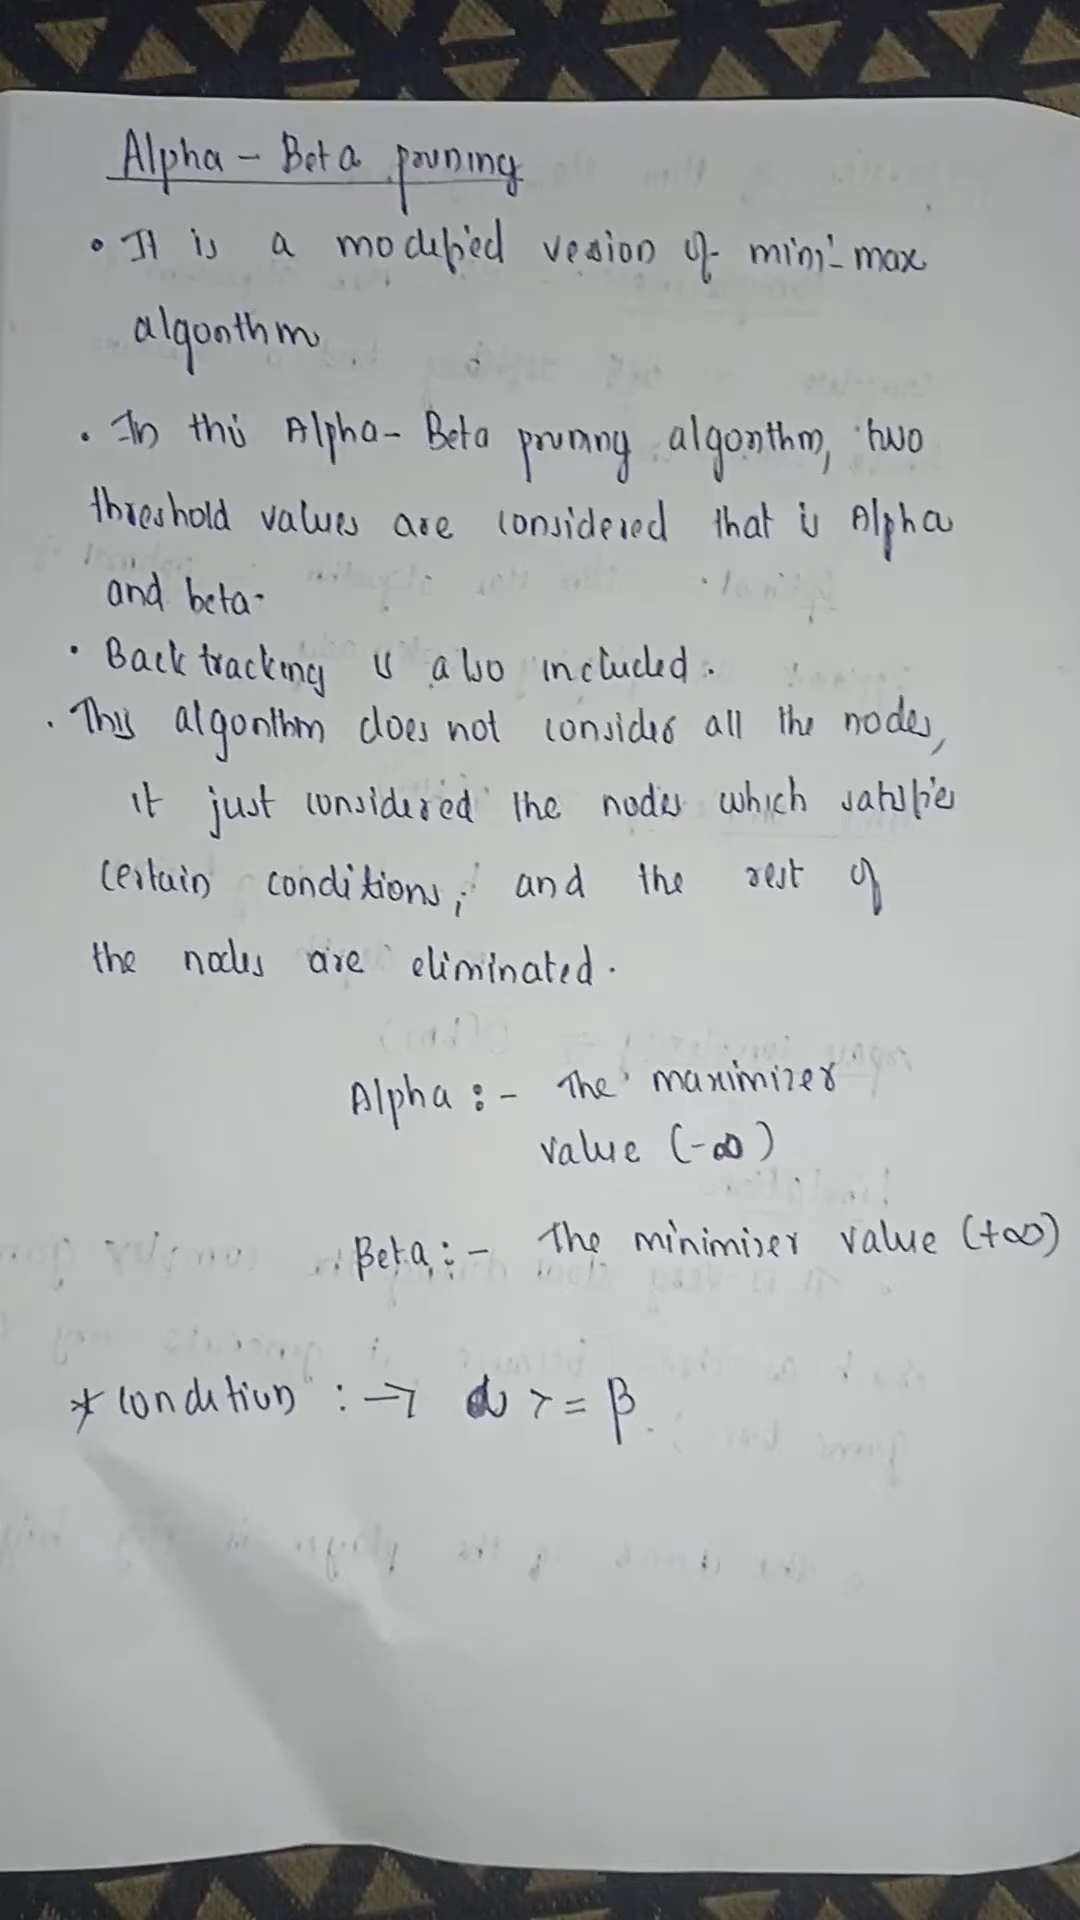 Alpha - Beta pruning
• It is a modified vesion of mini-max
algorithm
. In this Alpha- Beta pruning algorithm, two
threshold values are considered that is Alpha
and beta.
• Backtracking is also included.
. This algorithm does not consider all the nodes,
it just considered the nodes which satisfies
certain conditions, and the rest of
the nodes are eliminated.
Alpha :- The maximizer
value (-∞)
Beta :- The minimizer value (+∞)
* condition :→ α >= β